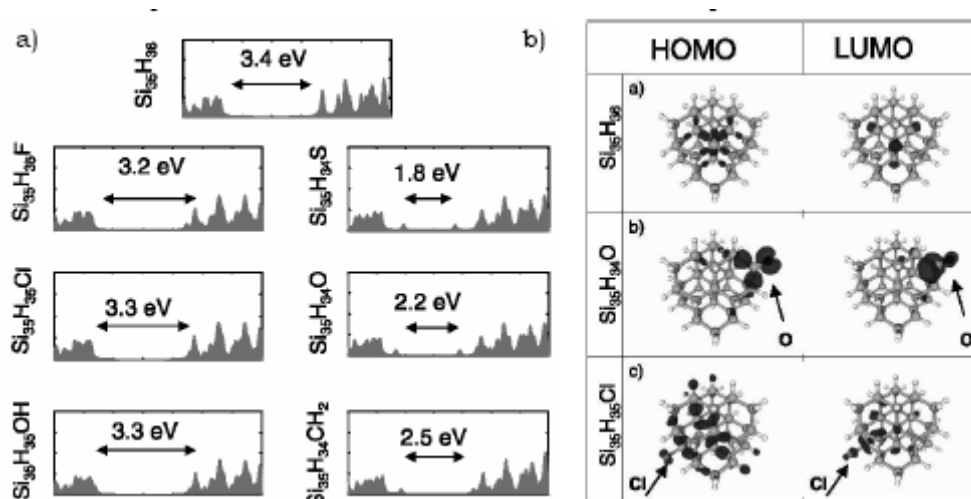 a)
Si₃₅H₃₆
3.4 eV
Si₃₅H₃₅F
3.2 eV
Si₃₅H₃₅Cl
3.3 eV
Si₃₅H₃₅OH
3.3 eV
b)
Si₃₅H₃₄S
1.8 eV
Si₃₅H₃₄O
2.2 eV
Si₃₅H₃₄CH₂
2.5 eV
HOMO LUMO
a)
Si₃₅H₃₆
b)
Si₃₅H₃₄O
O O
c)
Si₃₅H₃₅Cl
Cl Cl